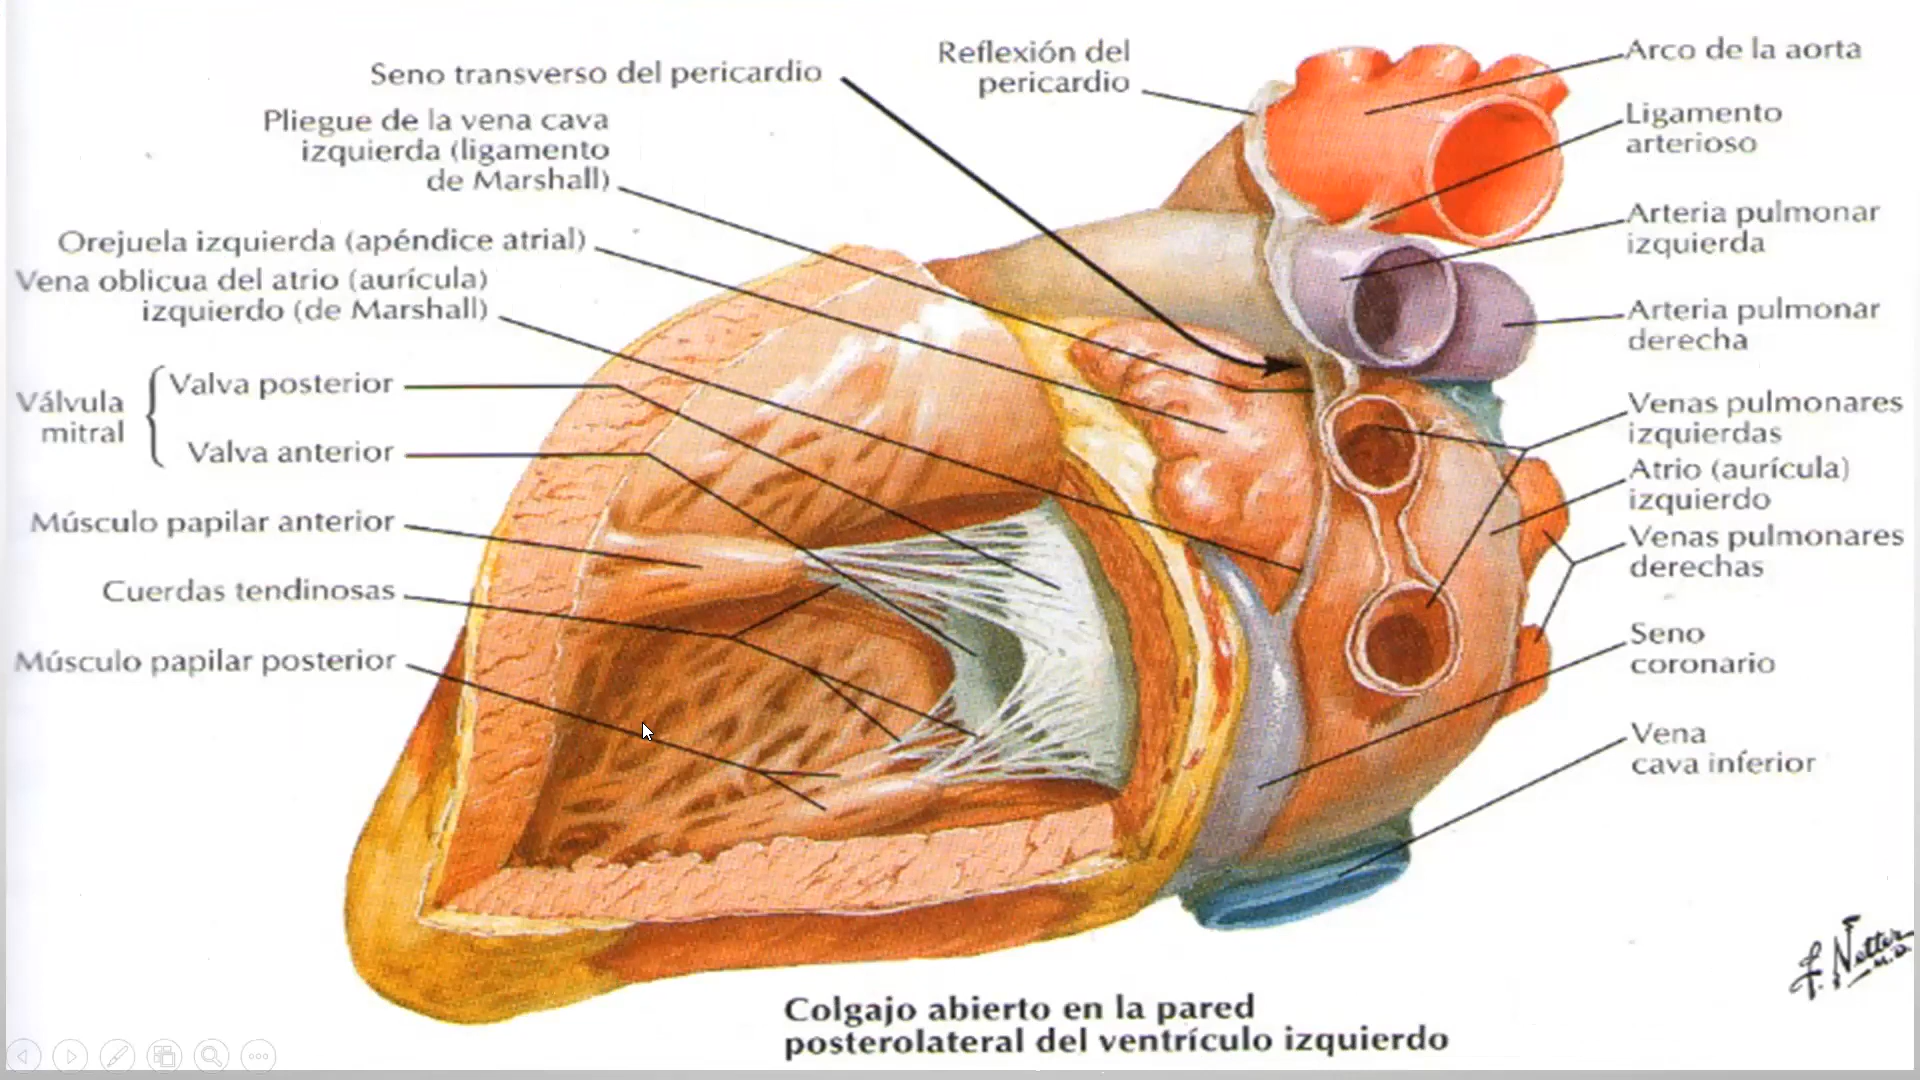 Seno transverso del pericardio
Pliegue de la vena cava
izquierda (ligamento
de Marshall)
Orejuela izquierda (apéndice atrial)
Vena oblicua del atrio (aurícula)
izquierdo (de Marshall)
Válvula
mitral
Valva posterior
Valva anterior
Músculo papilar anterior
Cuerdas tendinosas
Músculo papilar posterior
Reflexión del
pericardio
Arco de la aorta
Ligamento
arterioso
Arteria pulmonar
izquierda
Arteria pulmonar
derecha
Venas pulmonares
izquierdas
Atrio (aurícula)
izquierdo
Venas pulmonares
derechas
Seno
coronario
Vena
cava inferior
F. Netter
M.D.
Colgajo abierto en la pared
posterolateral del ventrículo izquierdo